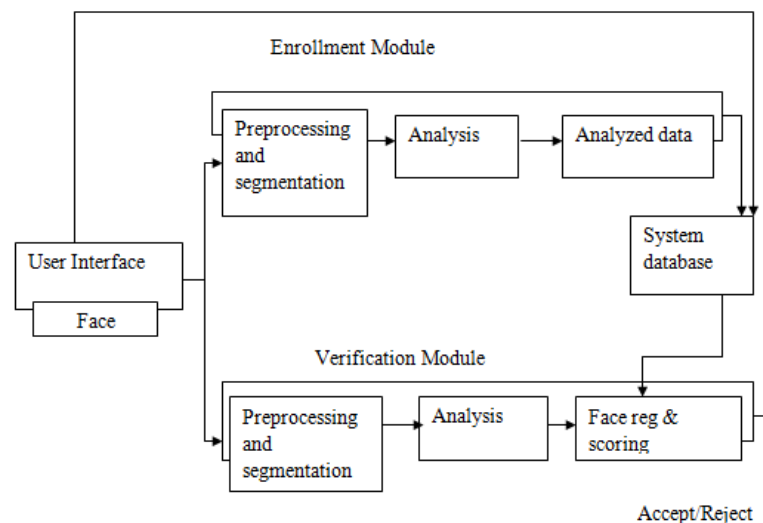 Enrollment Module
Preprocessing
and
segmentation
Analysis
Analyzed data
System
database
User Interface
Face
Verification Module
Preprocessing
and
segmentation
Analysis
Face reg &
scoring
Accept/Reject